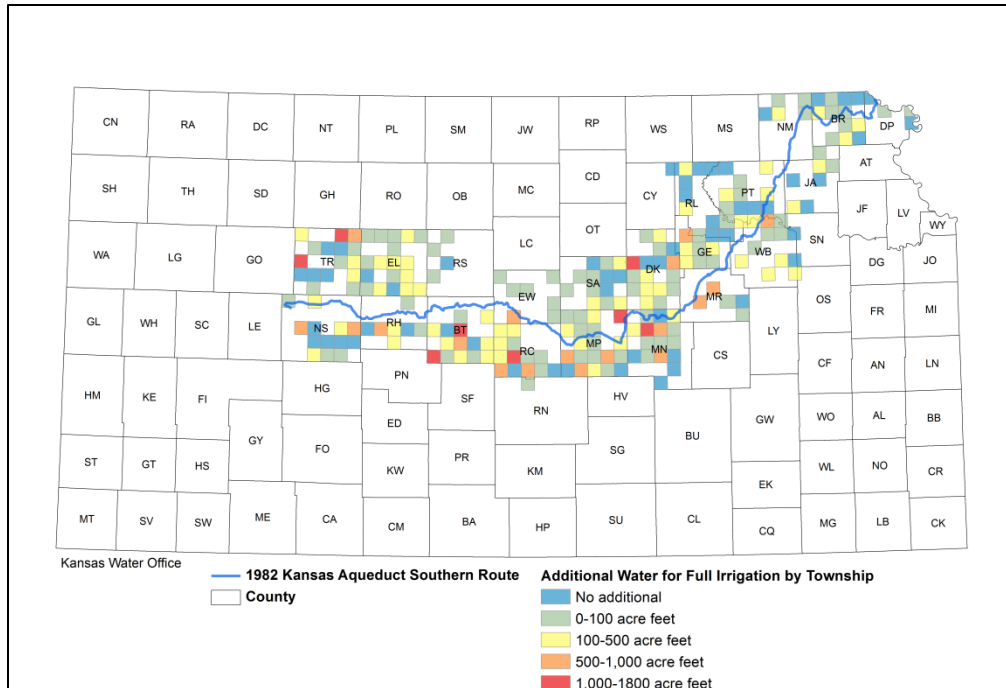 CN RA DC NT PL SM JW RP WS MS NM BR DP
SH TH SD GH RO OB MC CD CY RL PT JA AT
WA LG GO TR EL RS LC OT SA DK GE WB SN JF LV WY
EW MR DG JO
GL WH SC LE NS RH BT RC MP MN CS LY OS FR MI
HM KE FI HG PN SF RN HV CF AN LN
GY ED BU GW WO AL BB
ST GT HS FO KW PR KM SG EK WL NO CR
MT SV SW ME CA CM BA HP SU CL CQ MG LB CK
Kansas Water Office
1982 Kansas Aqueduct Southern Route
County
Additional Water for Full Irrigation by Township
No additional
0-100 acre feet
100-500 acre feet
500-1,000 acre feet
1,000-1800 acre feet